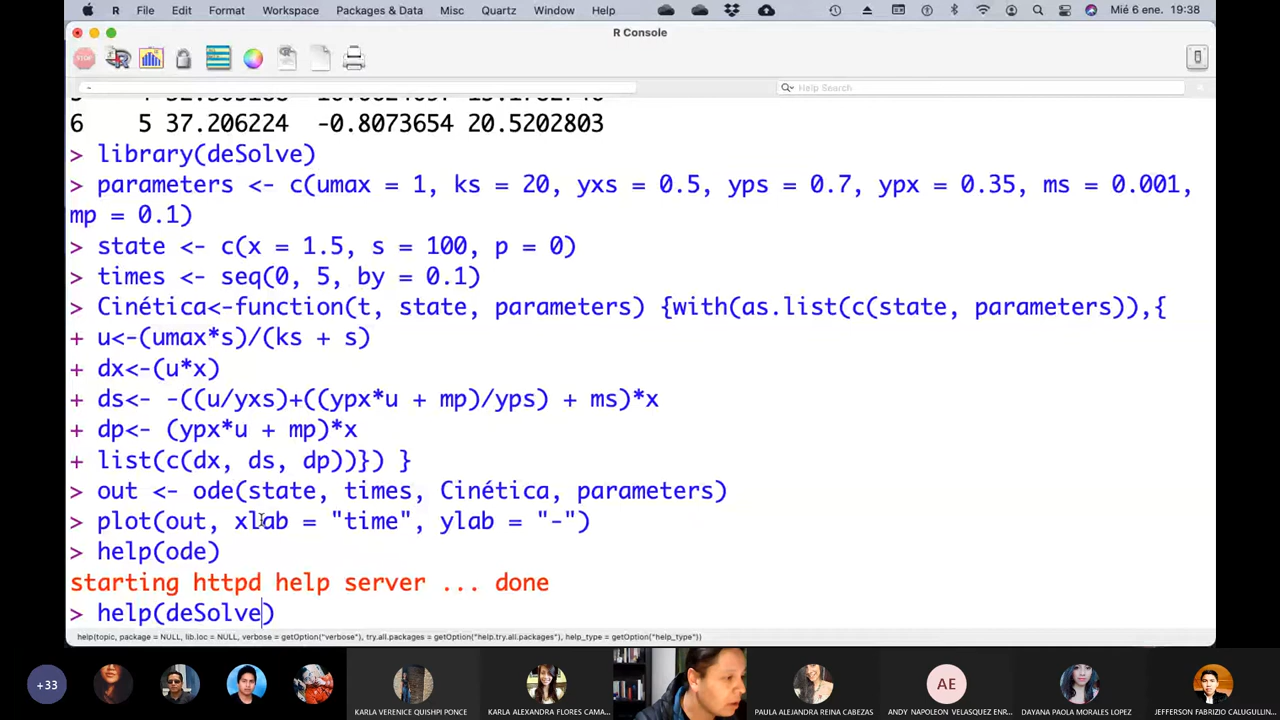 R File Edit Format Workspace Packages & Data Misc Quartz Window Help Mié 6 ene. 19:38
R Console
STOP
~ Help Search
6 5 37.206224 -0.8073654 20.5202803
> library(deSolve)
> parameters <- c(umax = 1, ks = 20, yxs = 0.5, yps = 0.7, ypx = 0.35, ms = 0.001,
mp = 0.1)
> state <- c(x = 1.5, s = 100, p = 0)
> times <- seq(0, 5, by = 0.1)
> Cinética<-function(t, state, parameters) {with(as.list(c(state, parameters)),{
+ u<-(umax*s)/(ks + s)
+ dx<-(u*x)
+ ds<- -((u/yxs)+((ypx*u + mp)/yps) + ms)*x
+ dp<- (ypx*u + mp)*x
+ list(c(dx, ds, dp))}) }
> out <- ode(state, times, Cinética, parameters)
> plot(out, xlab = "time", ylab = "-")
> help(ode)
starting httpd help server ... done
> help(deSolve)
help(topic, package = NULL, lib.loc = NULL, verbose = getOption("verbose"), try.all.packages = getOption("help.try.all.packages"), help_type = getOption("help_type"))
+33
AE
KARLA VERENICE QUISHPI PONCE
KARLA ALEXANDRA FLORES CAMA...
PAULA ALEJANDRA REINA CABEZAS
ANDY NAPOLEON VELASQUEZ ENR...
DAYANA PAOLA MORALES LOPEZ
JEFFERSON FABRIZIO CALUGULLIN...